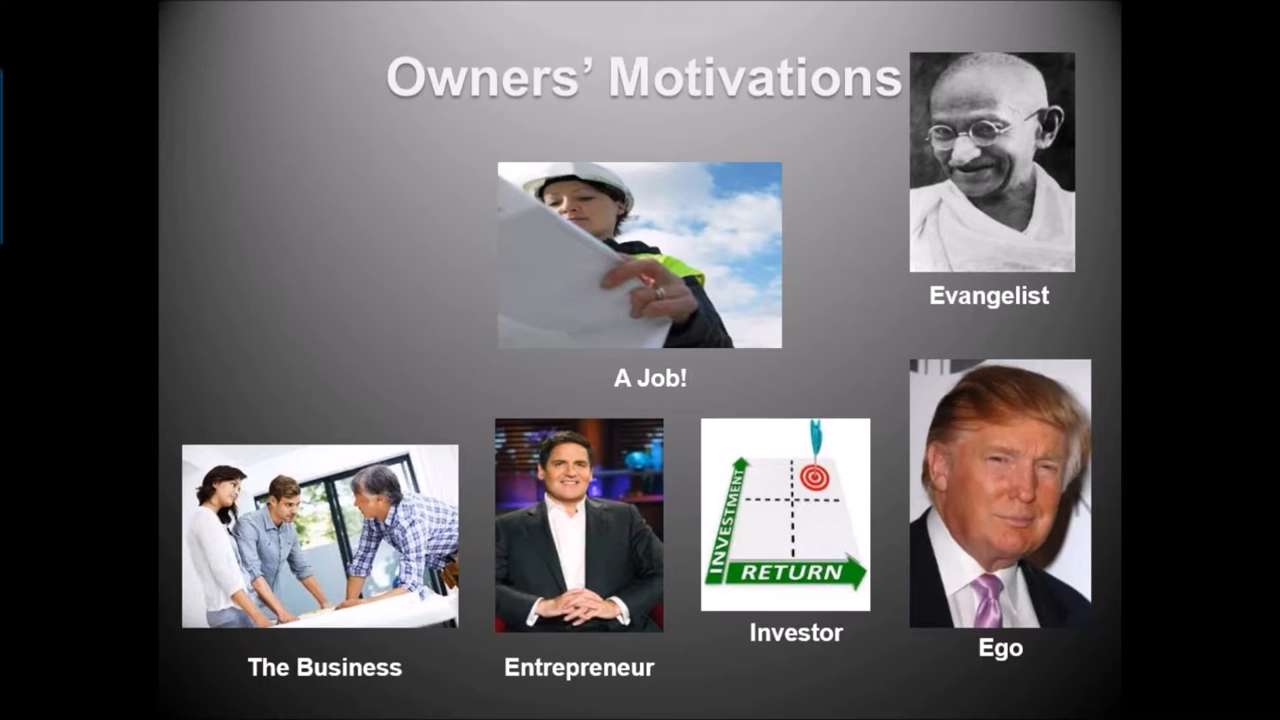 Owners’ Motivations
Evangelist
A Job!
INVESTMENT
RETURN
Investor
Ego
The Business
Entrepreneur